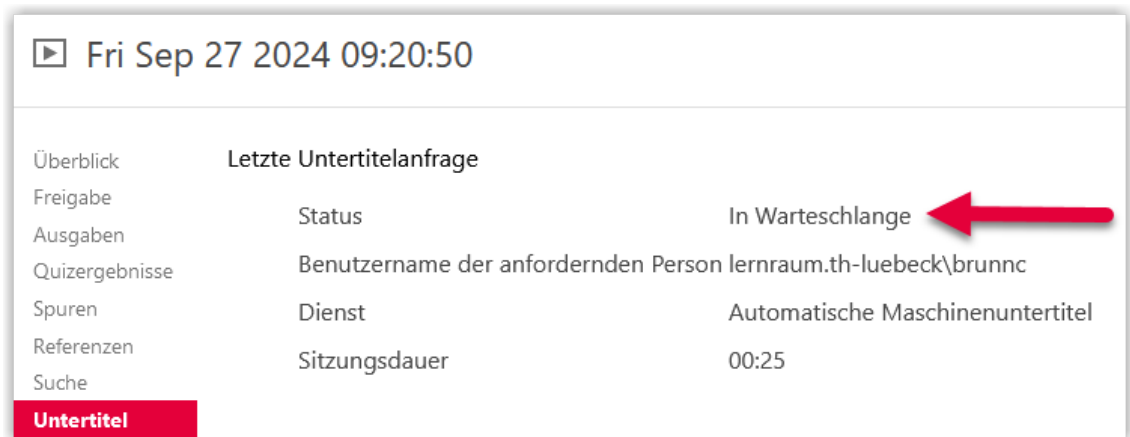 Fri Sep 27 2024 09:20:50
Überblick
Freigabe
Ausgaben
Quizergebnisse
Spuren
Referenzen
Suche
Untertitel
Letzte Untertitelanfrage
Status In Warteschlange
Benutzername der anfordernden Person lernraum.th-luebeck\brunnc
Dienst Automatische Maschinenuntertitel
Sitzungsdauer 00:25